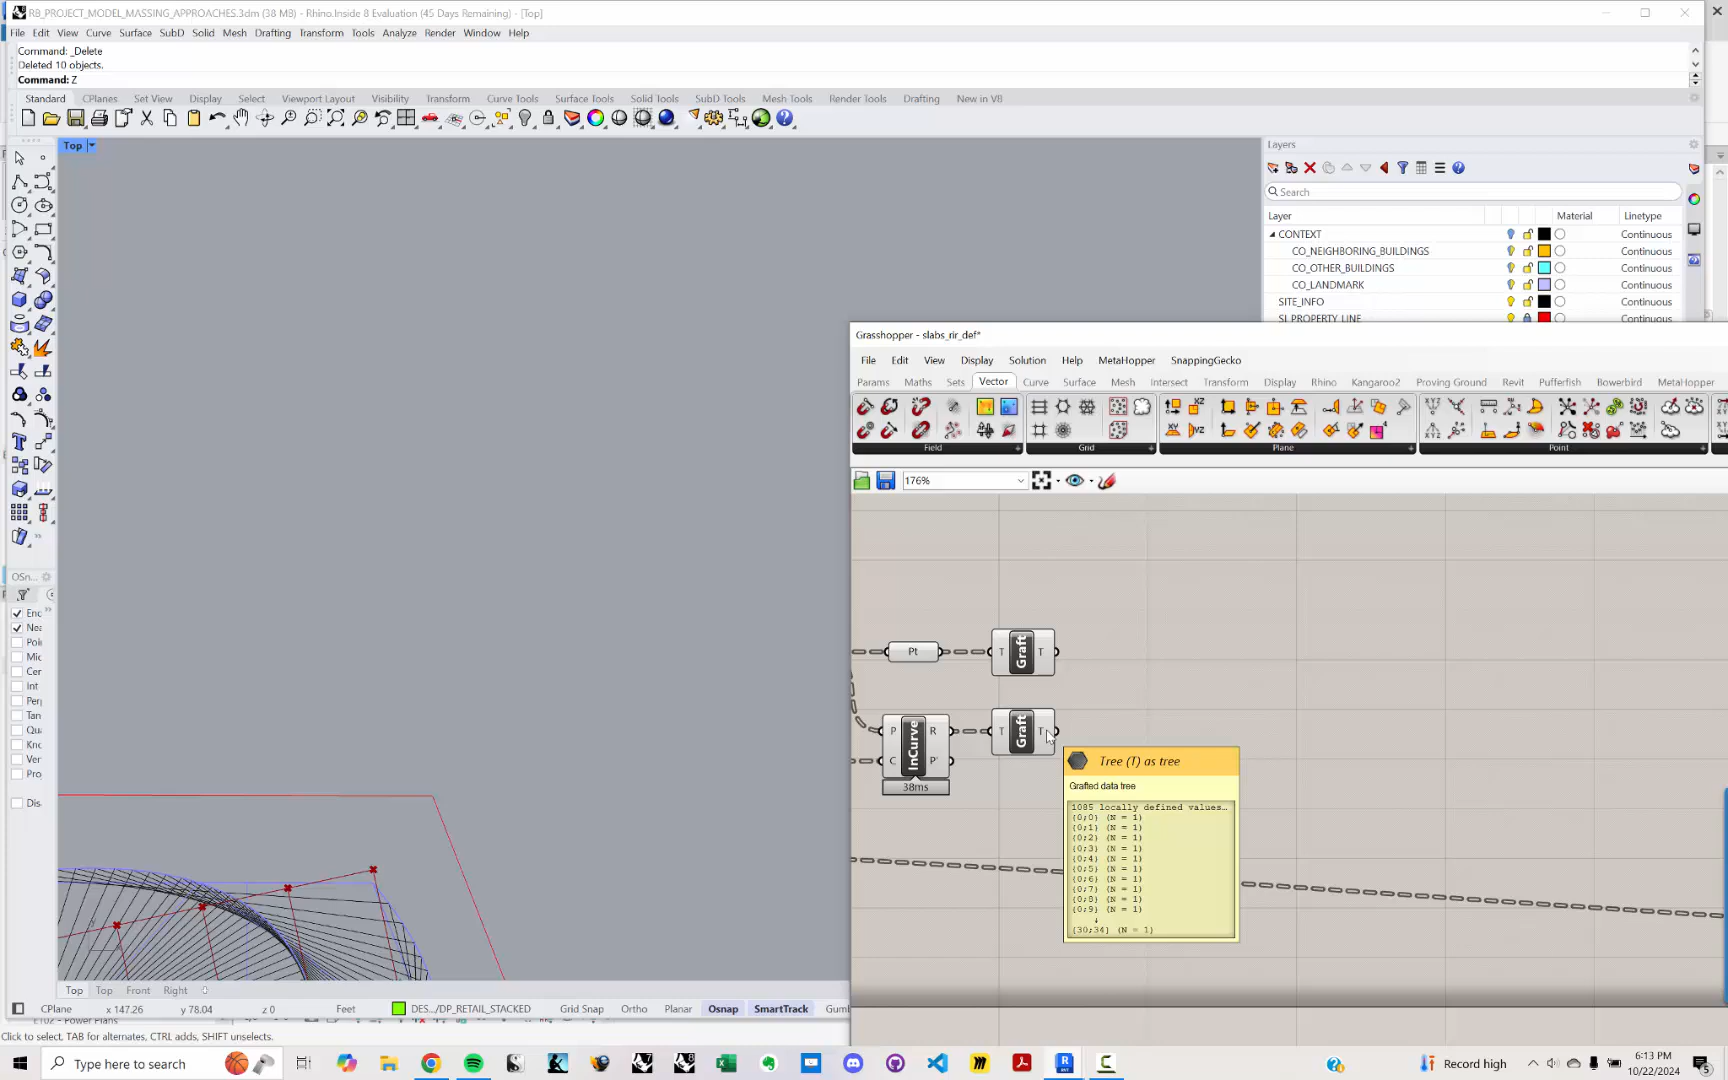 RB_PROJECT_MODEL_MASSING_APPROACHES.3dm (38 MB) - Rhino.Inside 8 Evaluation (45 Days Remaining) - [Top]
File Edit View Curve Surface SubD Solid Mesh Drafting Transform Tools Analyze Render Window Help
Command: _Delete
Deleted 10 objects.
Command: Z
Standard CPlanes Set View Display Select Viewport Layout Visibility Transform Curve Tools Surface Tools Solid Tools SubD Tools Mesh Tools Render Tools Drafting New in V8
Top
Layers
Search
Layer Material Linetype
CONTEXT Continuous
CO_NEIGHBORING_BUILDINGS Continuous
CO_OTHER_BUILDINGS Continuous
CO_LANDMARK Continuous
SITE_INFO Continuous
SI_PROPERTY_LINE Continuous
Grasshopper - slabs_rir_def*
File Edit View Display Solution Help MetaHopper SnappingGecko
Params Maths Sets Vector Curve Surface Mesh Intersect Transform Display Rhino Kangaroo2 Proving Ground Revit Pufferfish Bowerbird MetaHopper
Field Grid Plane Point
176%
OSn...
Enc
Nea
Poi
Mic
Cer
Int
Per
Tan
Qua
Kno
Ver
Proj
Dis
Pt
T Graft T
P C InCurve R P'
38ms
T Graft T
Tree (T) as tree
Grafted data tree
1085 locally defined values…
{0;0} (N = 1)
{0;1} (N = 1)
{0;2} (N = 1)
{0;3} (N = 1)
{0;4} (N = 1)
{0;5} (N = 1)
{0;6} (N = 1)
{0;7} (N = 1)
{0;8} (N = 1)
{0;9} (N = 1)
{30;34} (N = 1)
Top Top Front Right
CPlane x 147.26 y 78.04 z 0 Feet DES.../DP_RETAIL_STACKED Grid Snap Ortho Planar Osnap SmartTrack Gumb
Click to select, TAB for alternates, CTRL adds, SHIFT unselects.
Type here to search
Record high
6:13 PM
10/22/2024
5